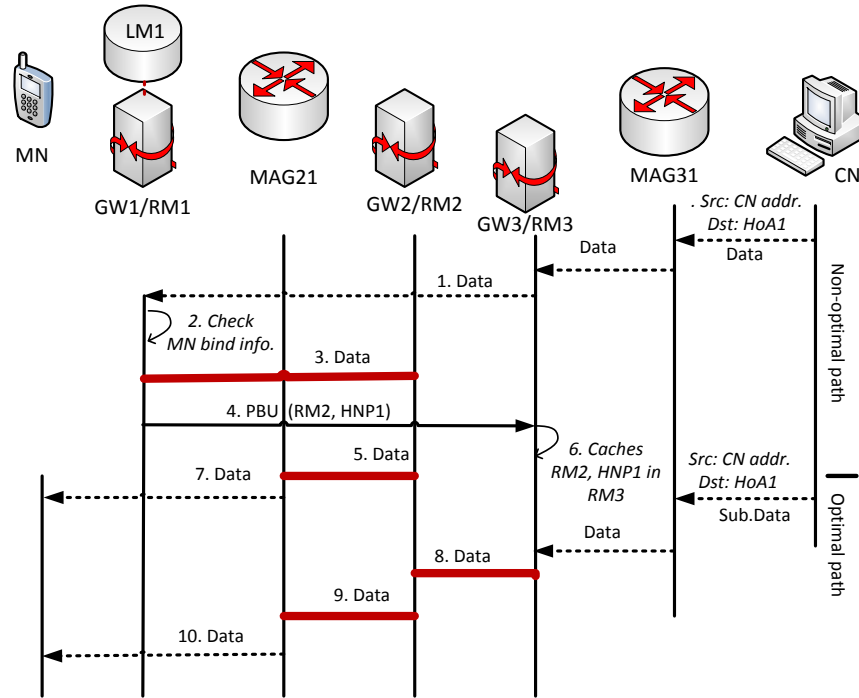 LM1
MN
GW1/RM1
MAG21
GW2/RM2
GW3/RM3
MAG31
CN
. Src: CN addr.
Dst: HoA1
Data
Data
1. Data
2. Check
MN bind info.
3. Data
4. PBU (RM2, HNP1)
5. Data
6. Caches
RM2, HNP1 in
RM3
7. Data
Src: CN addr.
Dst: HoA1
Sub.Data
Data
8. Data
9. Data
10. Data
Non-optimal path
Optimal path